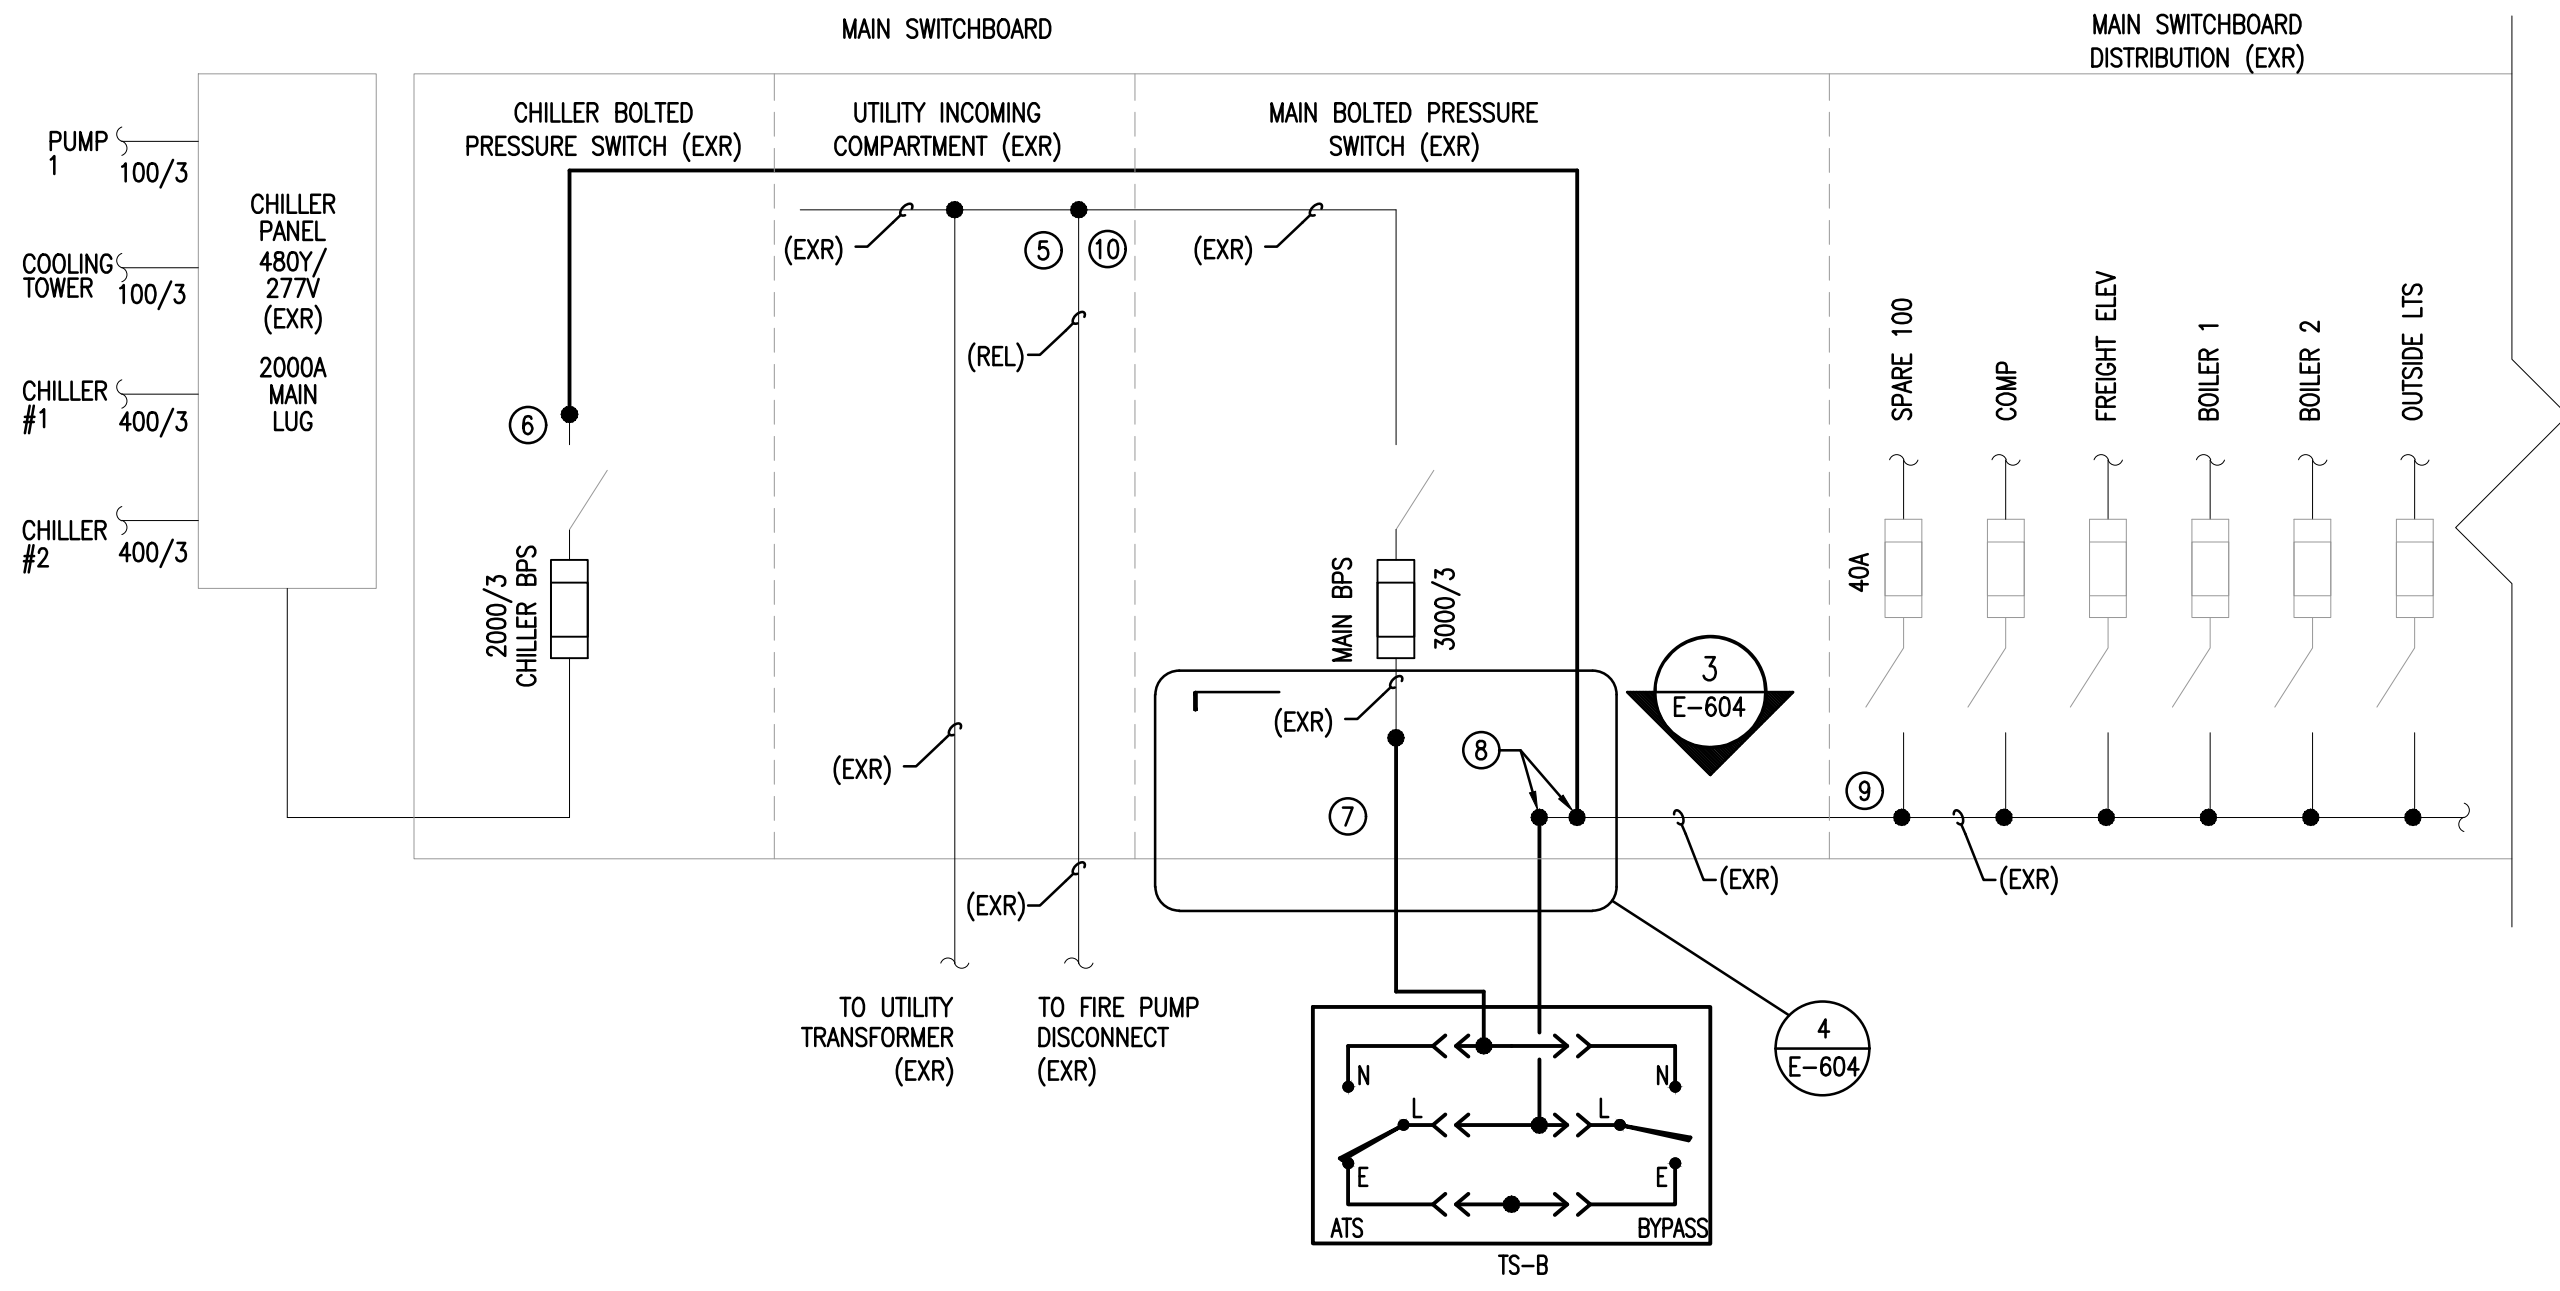 MAIN SWITCHBOARD
MAIN SWITCHBOARD
DISTRIBUTION (EXR)
CHILLER BOLTED
PRESSURE SWITCH (EXR)
UTILITY INCOMING
COMPARTMENT (EXR)
MAIN BOLTED PRESSURE
SWITCH (EXR)
PUMP
1
100/3
COOLING
TOWER
100/3
CHILLER
#1
400/3
CHILLER
#2
400/3
CHILLER
PANEL
480Y/
277V
(EXR)
2000A
MAIN
LUG
6
2000/3
CHILLER BPS
(EXR)
5
10
(EXR)
(REL)
(EXR)
(EXR)
TO UTILITY
TRANSFORMER
(EXR)
TO FIRE PUMP
DISCONNECT
(EXR)
MAIN BPS
3000/3
(EXR)
7
8
3
E-604
(EXR)
9
(EXR)
40A
SPARE 100
COMP
FREIGHT ELEV
BOILER 1
BOILER 2
OUTSIDE LTS
4
E-604
N
N
L
L
E
E
ATS
BYPASS
TS-B